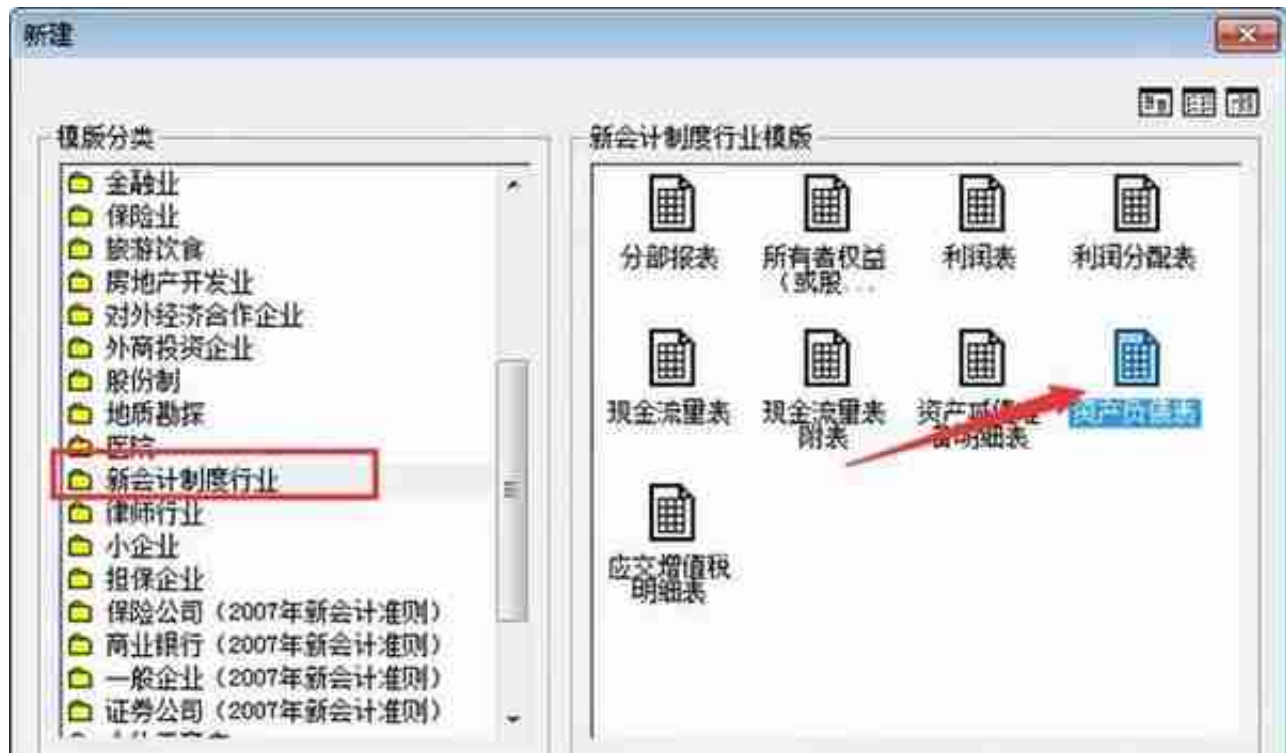 新建
模版分类
金融业
保险业
旅游饮食
房地产开发业
对外经济合作企业
外商投资企业
股份制
地质勘探
医院
新会计制度行业
律师行业
小企业
担保企业
保险公司（2007年新会计准则）
商业银行（2007年新会计准则）
一般企业（2007年新会计准则）
证券公司（2007年新会计准则）
新会计制度行业模版
分部报表
所有者权益
（或股...
利润表
利润分配表
现金流量表
现金流量表
附表
资产减值准
备明细表
资产负债表
应交增值税
明细表